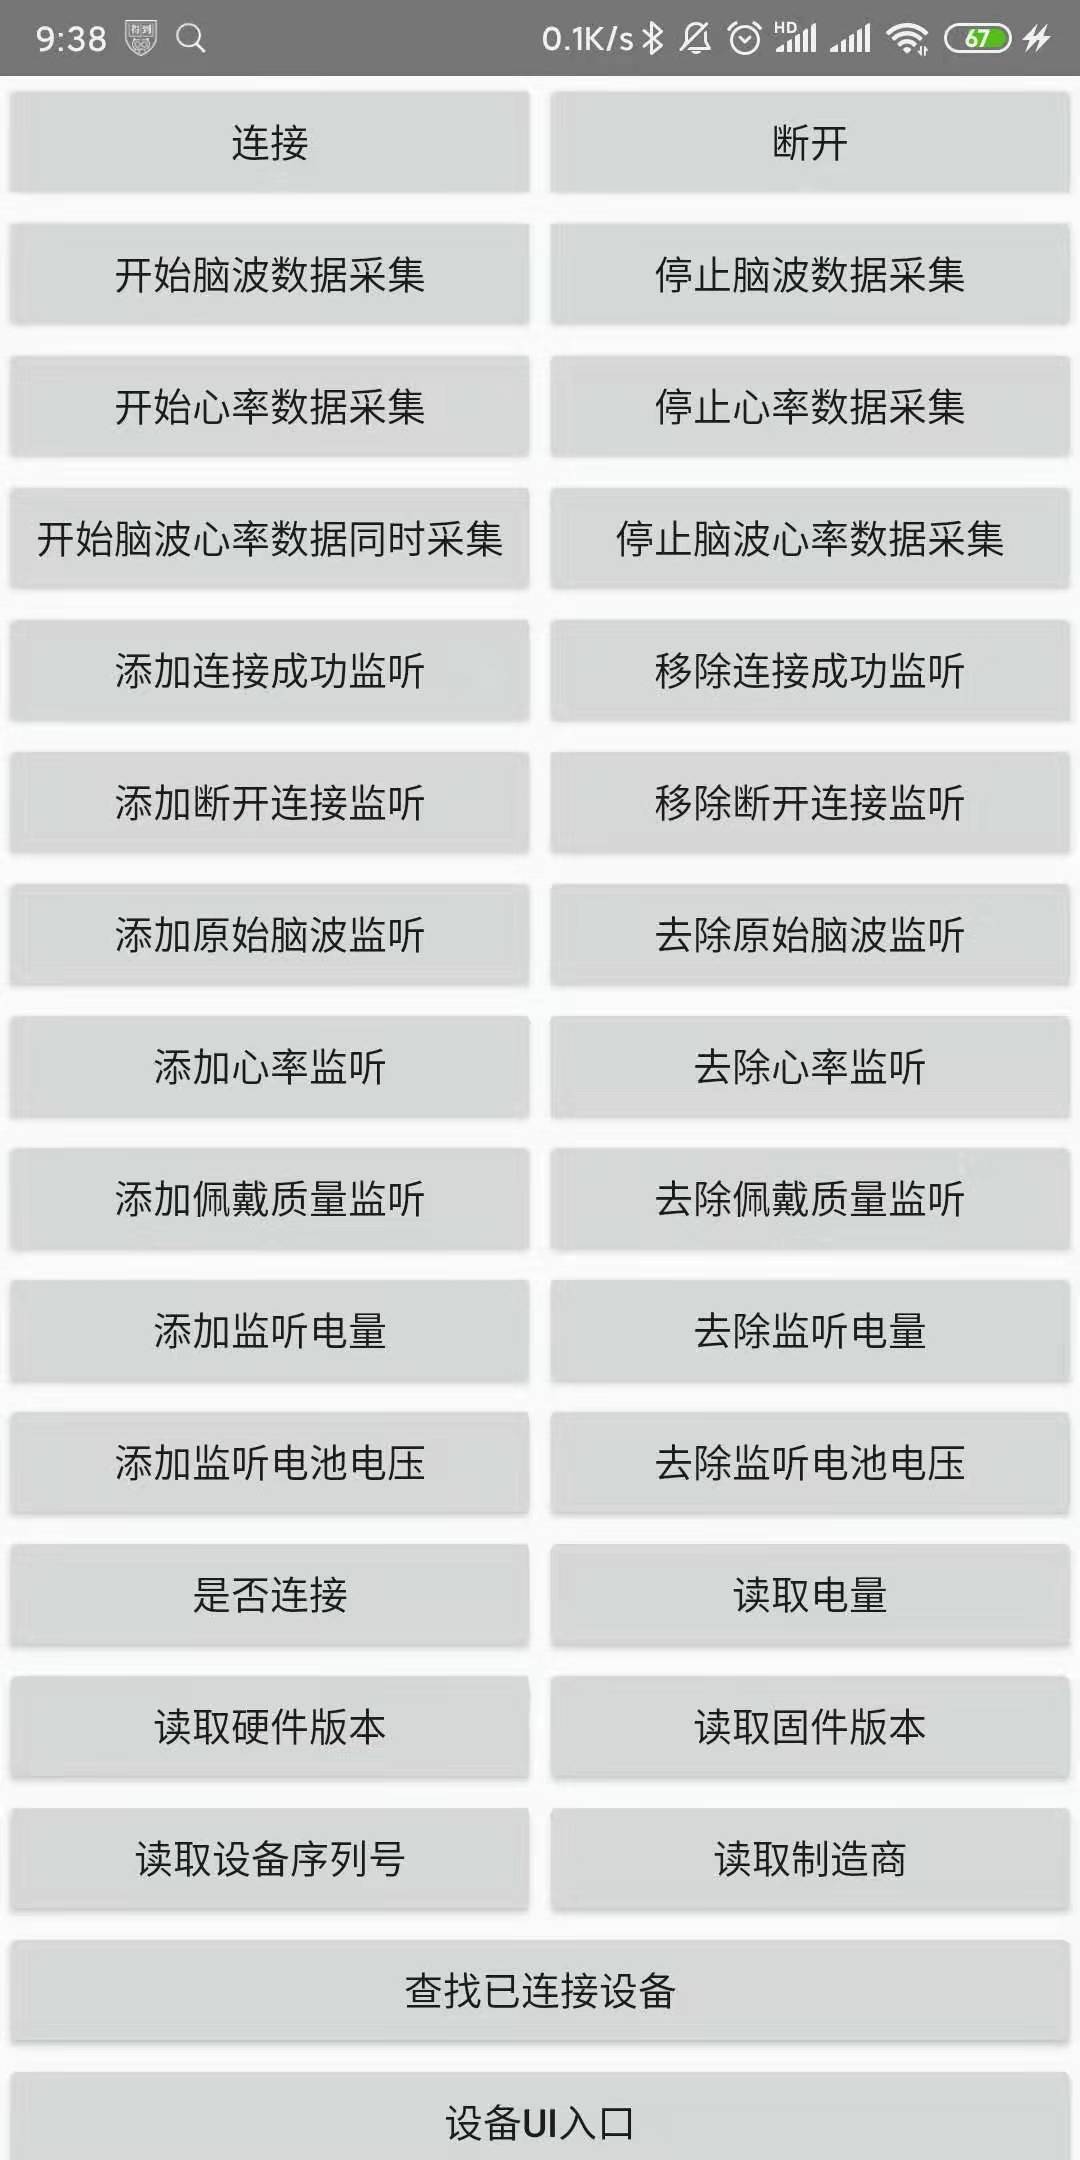 9:38 得到 0.1K/s HD 67
连接 断开
开始脑波数据采集 停止脑波数据采集
开始心率数据采集 停止心率数据采集
开始脑波心率数据同时采集 停止脑波心率数据采集
添加连接成功监听 移除连接成功监听
添加断开连接监听 移除断开连接监听
添加原始脑波监听 去除原始脑波监听
添加心率监听 去除心率监听
添加佩戴质量监听 去除佩戴质量监听
添加监听电量 去除监听电量
添加监听电池电压 去除监听电池电压
是否连接 读取电量
读取硬件版本 读取固件版本
读取设备序列号 读取制造商
查找已连接设备
设备UI入口